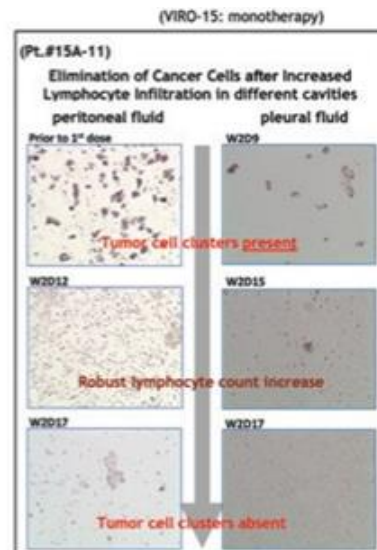 (VIRO-15: monotherapy)
(Pt.#15A-11)
Elimination of Cancer Cells after Increased
Lymphocyte Infiltration in different cavities
peritoneal fluid pleural fluid
Prior to 1st dose W2D9
Tumor cell clusters present
W2D12 W2D15
Robust lymphocyte count increase
W2D17 W2D17
Tumor cell clusters absent